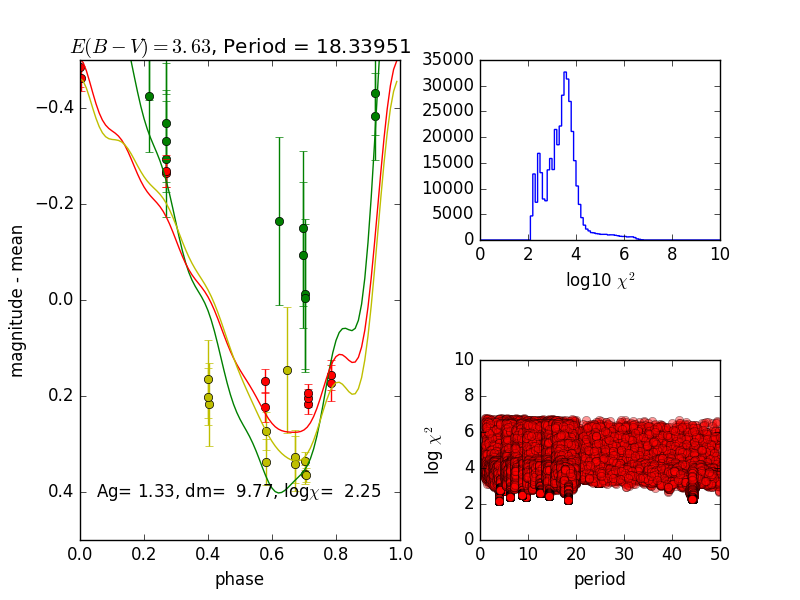 E(B − V) = 3.63, Period = 18.33951
magnitude - mean
−0.4
−0.2
0.0
0.2
0.4
Ag= 1.33, dm=  9.77, logχ=  2.25
0.0 0.2 0.4 0.6 0.8 1.0
phase
35000
30000
25000
20000
15000
10000
5000
0
0 2 4 6 8 10
log10 χ²
log χ²
10
8
6
4
2
0
0 10 20 30 40 50
period